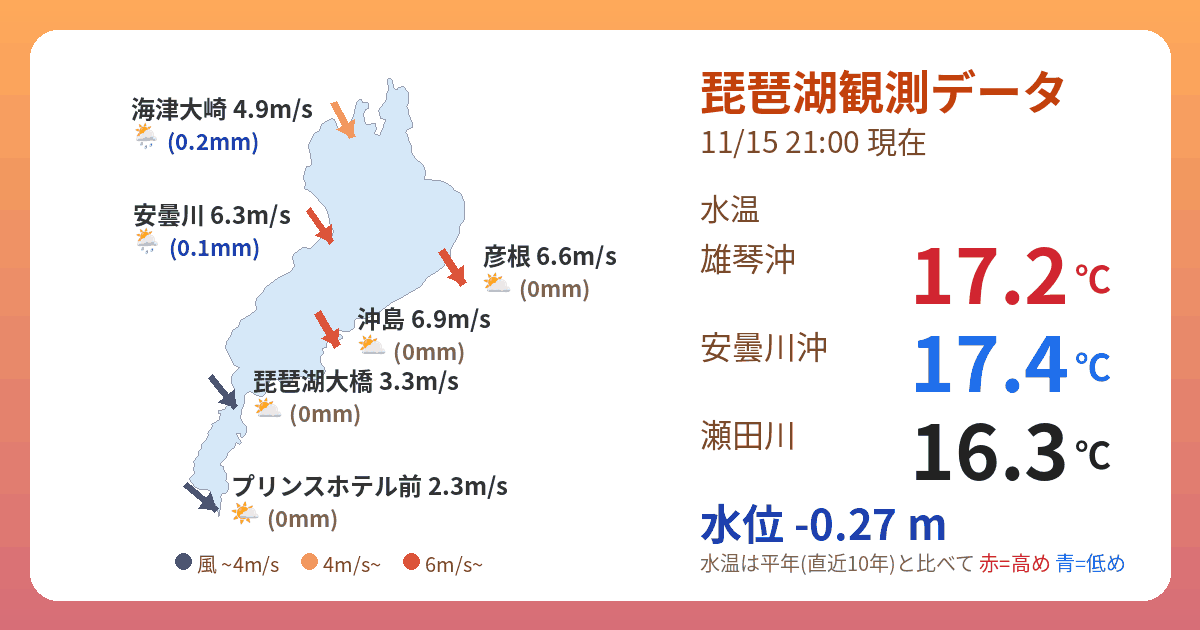 海津大崎 4.9m/s
(0.2mm)
安曇川 6.3m/s
(0.1mm)
彦根 6.6m/s
(0mm)
沖島 6.9m/s
(0mm)
琵琶湖大橋 3.3m/s
(0mm)
プリンスホテル前 2.3m/s
(0mm)
風 ~4m/s 4m/s~ 6m/s~
琵琶湖観測データ
11/15 21:00 現在
水温
雄琴沖 17.2℃
安曇川沖 17.4℃
瀬田川 16.3℃
水位 -0.27 m
水温は平年(直近10年)と比べて 赤=高め 青=低め